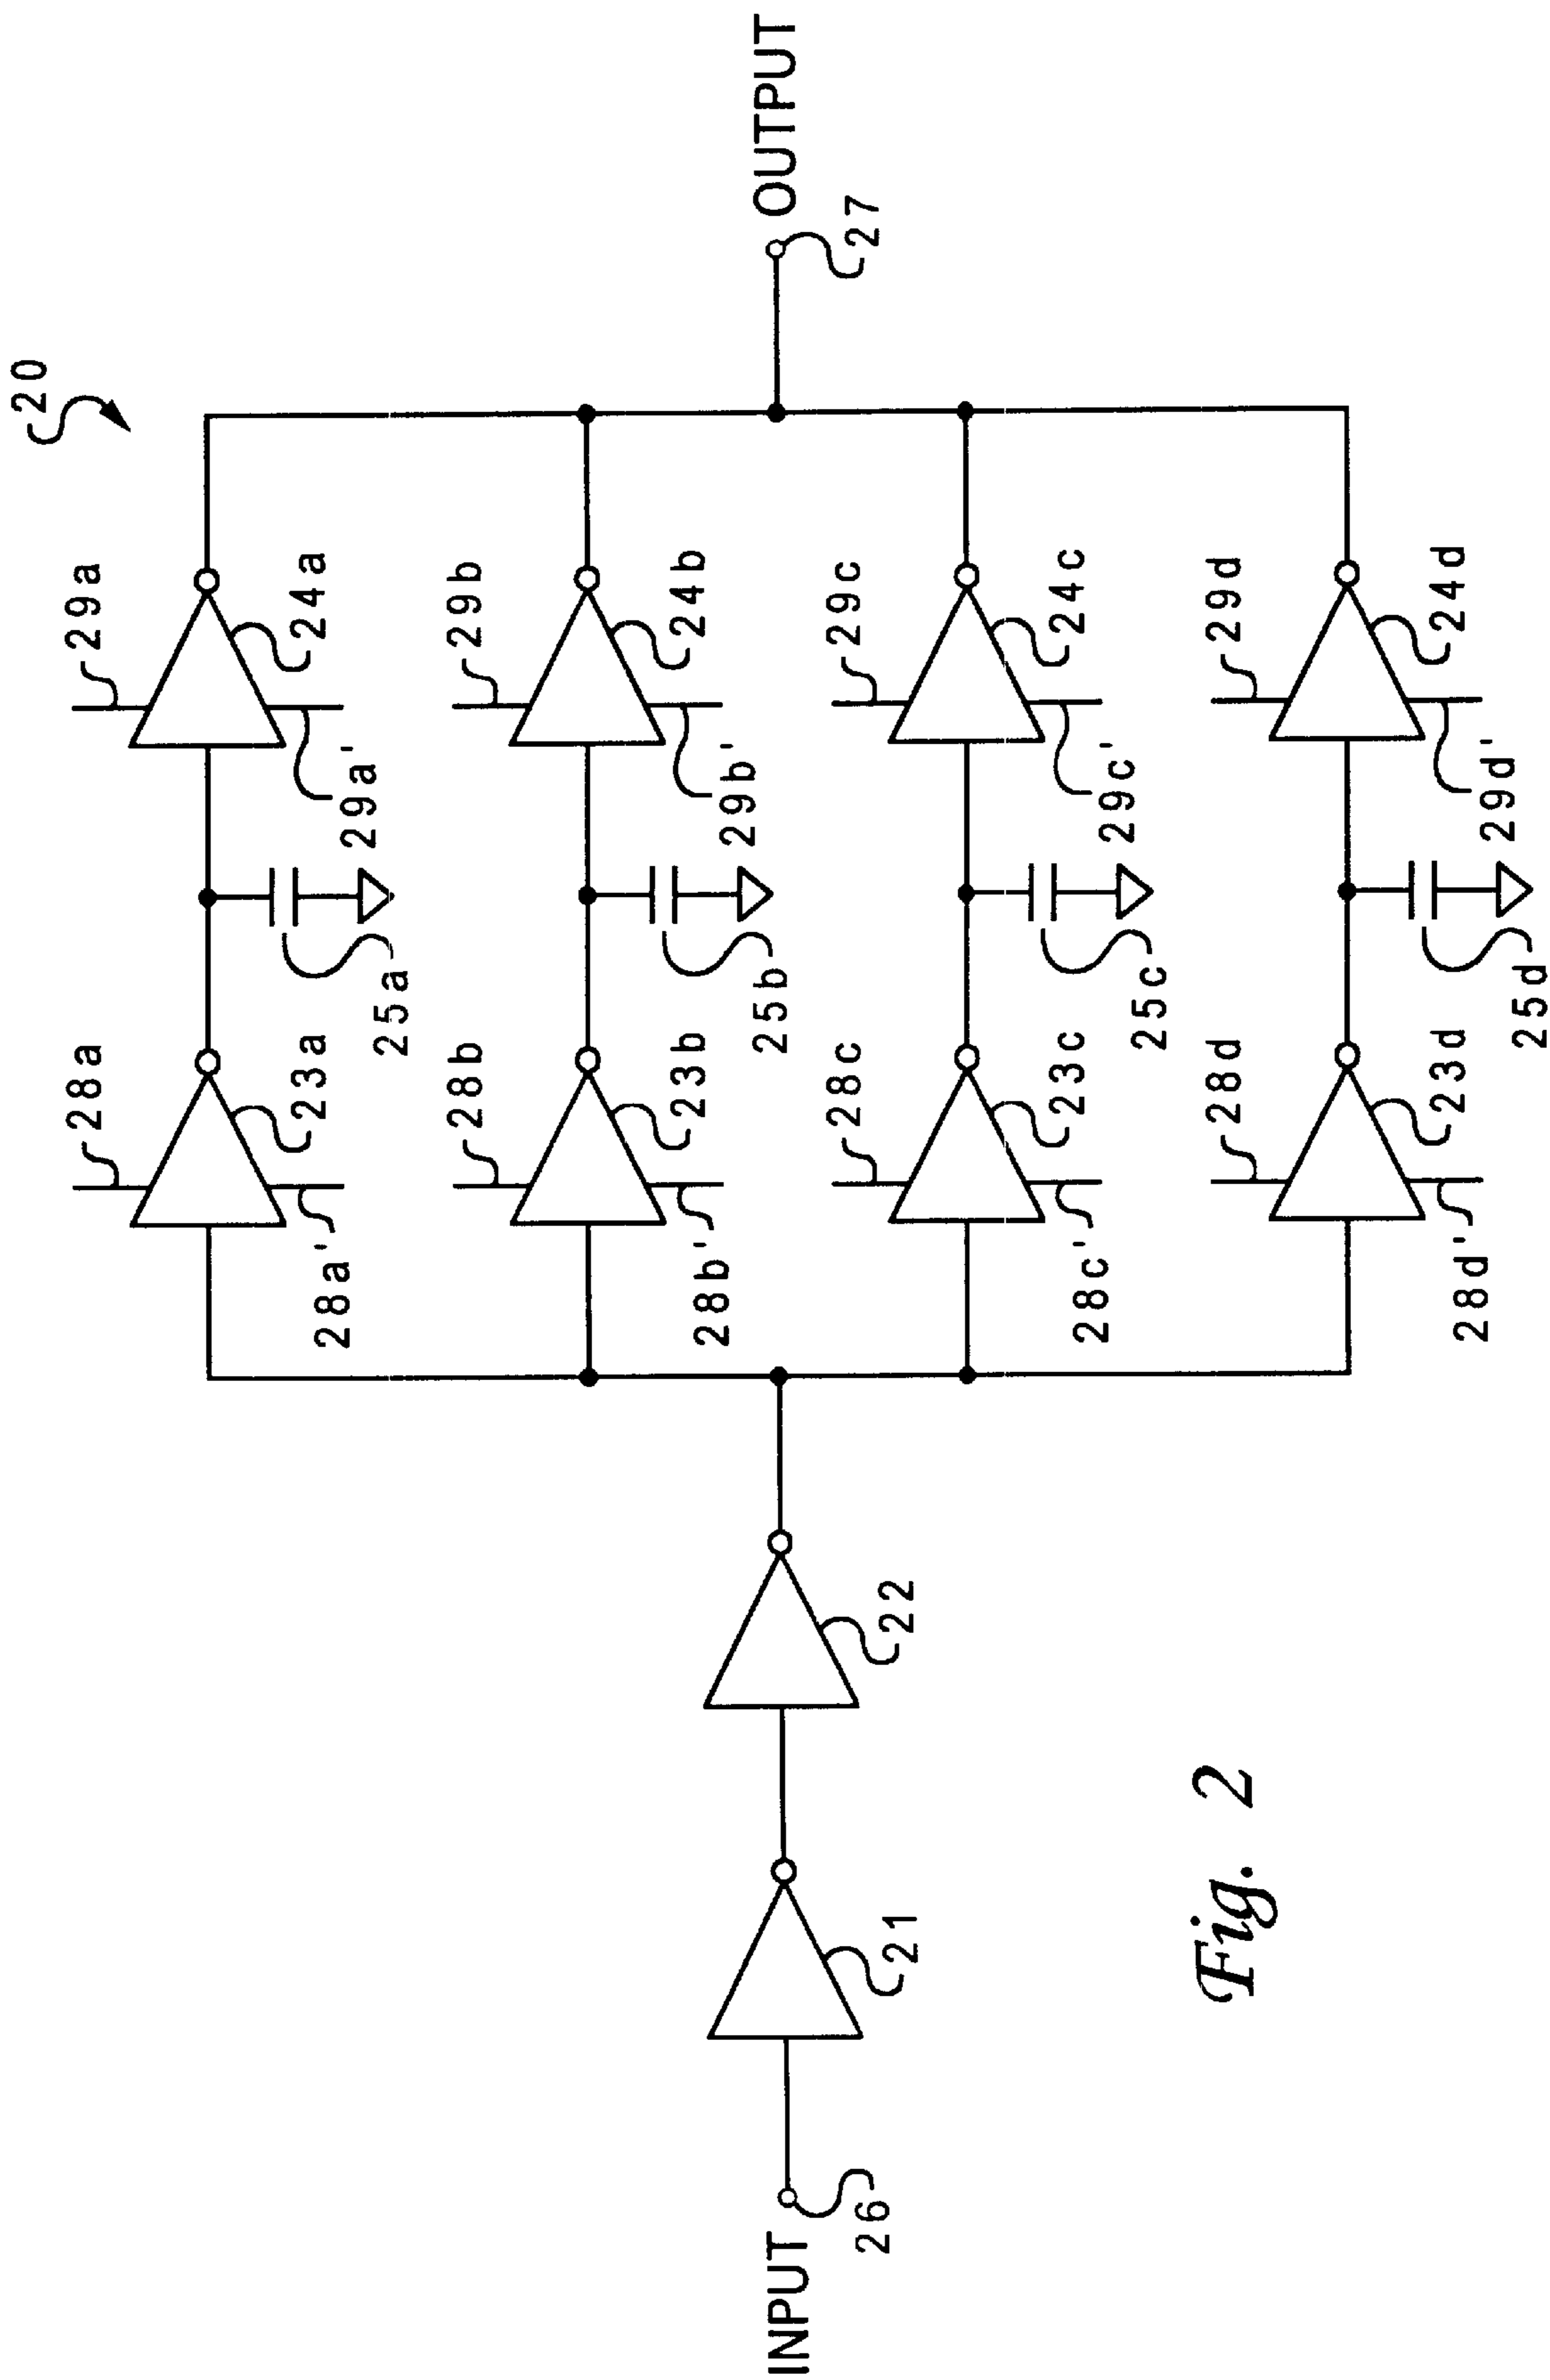 20
28a
29a
23a
24a
28a'
25a
29a'
28b
29b
23b
24b
28b'
25b
29b'
INPUT
26
21
22
OUTPUT
27
28c
29c
23c
24c
28c'
25c
29c'
28d
29d
23d
24d
28d'
25d
29d'
Fig. 2